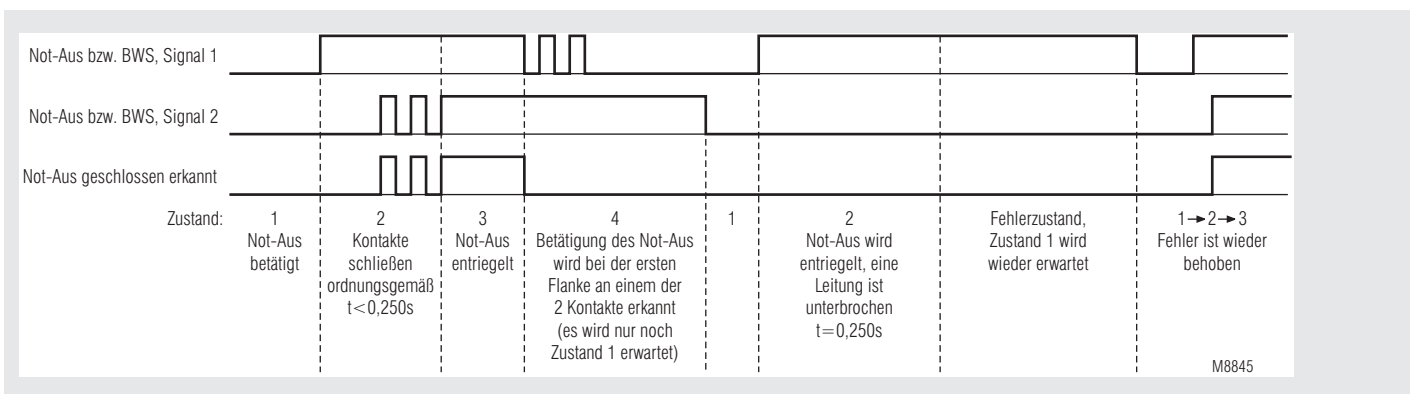 Not-Aus bzw. BWS, Signal 1
Not-Aus bzw. BWS, Signal 2
Not-Aus geschlossen erkannt
Zustand:
1
Not-Aus
betätigt
2
Kontakte
schließen
ordnungsgemäß
t<0,250s
3
Not-Aus
entriegelt
4
Betätigung des Not-Aus
wird bei der ersten
Flanke an einem der
2 Kontakte erkannt
(es wird nur noch
Zustand 1 erwartet)
1
2
Not-Aus wird
entriegelt, eine
Leitung ist
unterbrochen
t=0,250s
Fehlerzustand,
Zustand 1 wird
wieder erwartet
1→2→3
Fehler ist wieder
behoben
M8845